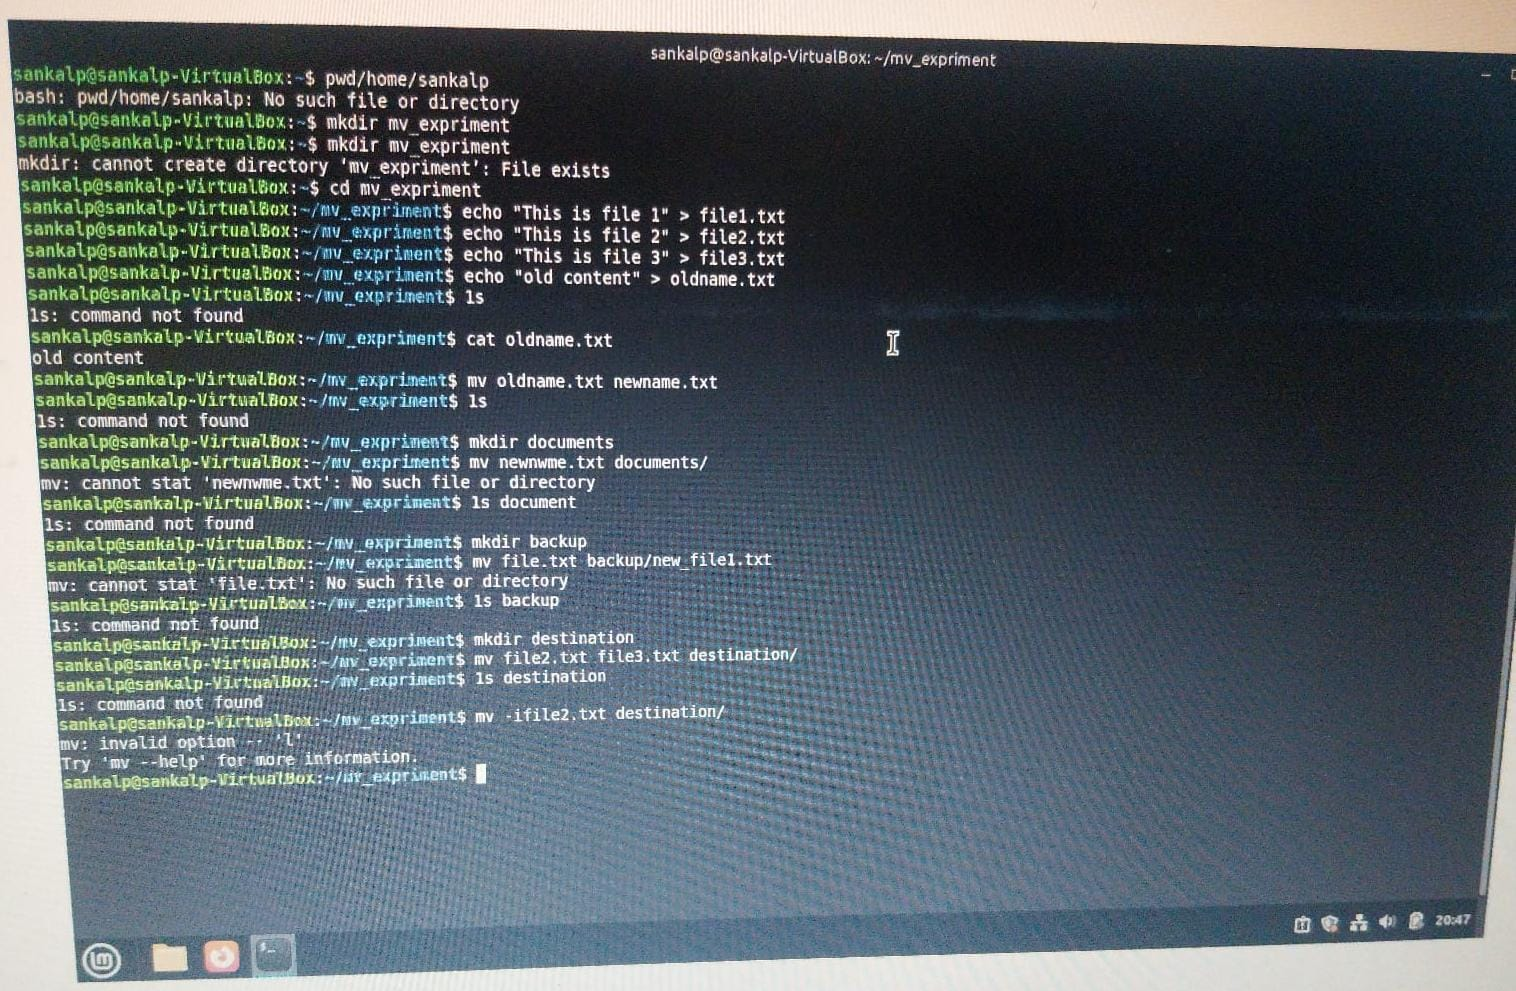 sankalp@sankalp-VirtualBox: ~/mv_expriment
sankalp@sankalp-VirtualBox:~$ pwd/home/sankalp
bash: pwd/home/sankalp: No such file or directory
sankalp@sankalp-VirtualBox:~$ mkdir mv_expriment
sankalp@sankalp-VirtualBox:~$ mkdir mv_expriment
mkdir: cannot create directory 'mv_expriment': File exists
sankalp@sankalp-VirtualBox:~$ cd mv_expriment
sankalp@sankalp-VirtualBox:~/mv_expriment$ echo "This is file 1" > file1.txt
sankalp@sankalp-VirtualBox:~/mv_expriment$ echo "This is file 2" > file2.txt
sankalp@sankalp-VirtualBox:~/mv_expriment$ echo "This is file 3" > file3.txt
sankalp@sankalp-VirtualBox:~/mv_expriment$ echo "old content" > oldname.txt
sankalp@sankalp-VirtualBox:~/mv_expriment$ 1s
1s: command not found
sankalp@sankalp-VirtualBox:~/mv_expriment$ cat oldname.txt
old content
sankalp@sankalp-VirtualBox:~/mv_expriment$ mv oldname.txt newname.txt
sankalp@sankalp-VirtualBox:~/mv_expriment$ 1s
1s: command not found
sankalp@sankalp-VirtualBox:~/mv_expriment$ mkdir documents
sankalp@sankalp-VirtualBox:~/mv_expriment$ mv newnwme.txt documents/
mv: cannot stat 'newnwme.txt': No such file or directory
sankalp@sankalp-VirtualBox:~/mv_expriment$ 1s document
1s: command not found
sankalp@sankalp-VirtualBox:~/mv_expriment$ mkdir backup
sankalp@sankalp-VirtualBox:~/mv_expriment$ mv file.txt backup/new_file1.txt
mv: cannot stat 'file.txt': No such file or directory
sankalp@sankalp-VirtualBox:~/mv_expriment$ 1s backup
1s: command not found
sankalp@sankalp-VirtualBox:~/mv_expriment$ mkdir destination
sankalp@sankalp-VirtualBox:~/mv_expriment$ mv file2.txt file3.txt destination/
sankalp@sankalp-VirtualBox:~/mv_expriment$ 1s destination
1s: command not found
sankalp@sankalp-VirtualBox:~/mv_expriment$ mv -ifile2.txt destination/
mv: invalid option -- 'l'
Try 'mv --help' for more information.
sankalp@sankalp-VirtualBox:~/mv_expriment$
20:47